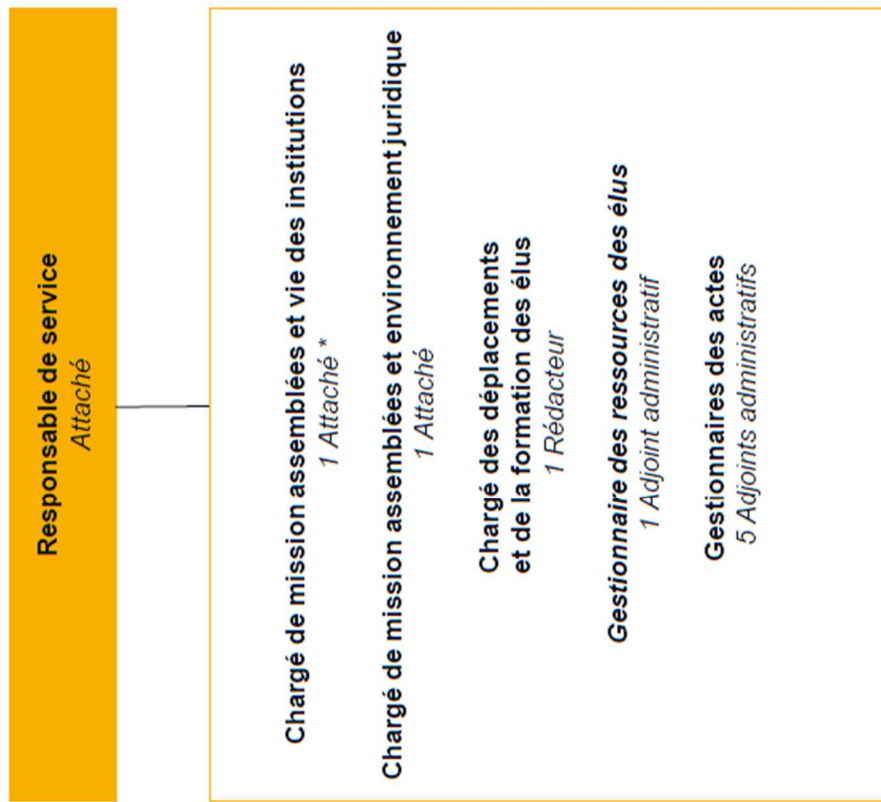 Responsable de service
Attaché
Chargé de mission assemblées et vie des institutions
1 Attaché *
Chargé de mission assemblées et environnement juridique
1 Attaché
Chargé des déplacements
et de la formation des élus
1 Rédacteur
Gestionnaire des ressources des élus
1 Adjoint administratif
Gestionnaires des actes
5 Adjoints administratifs